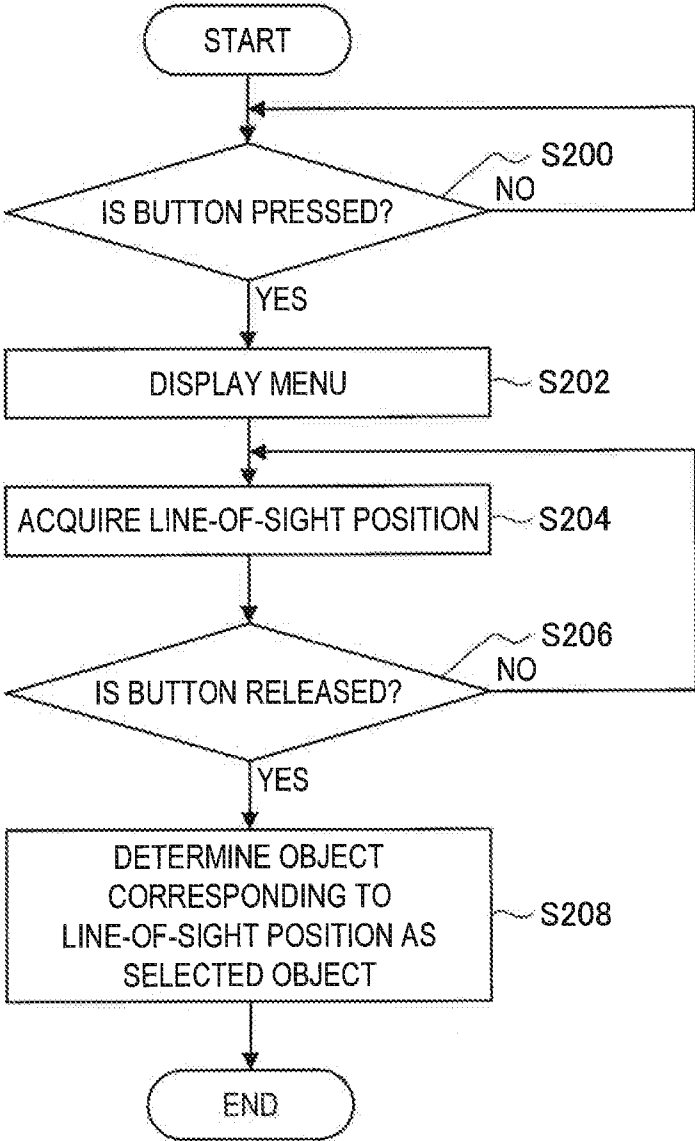 START
S200
IS BUTTON PRESSED?
NO
YES
DISPLAY MENU
S202
ACQUIRE LINE-OF-SIGHT POSITION
S204
S206
IS BUTTON RELEASED?
NO
YES
DETERMINE OBJECT
CORRESPONDING TO
LINE-OF-SIGHT POSITION AS
SELECTED OBJECT
S208
END